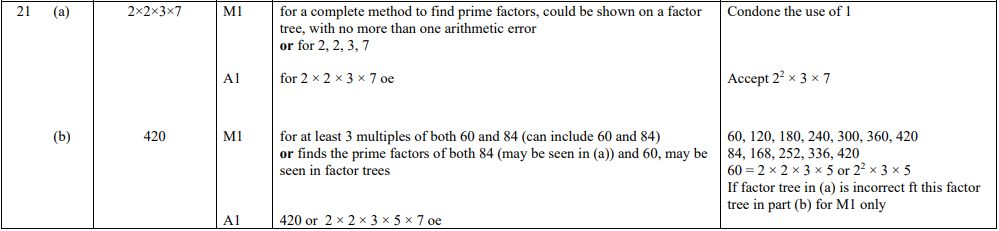 21 (a) 2×2×3×7 M1 for a complete method to find prime factors, could be shown on a factor Condone the use of 1
tree, with no more than one arithmetic error
or for 2, 2, 3, 7
A1 for 2 × 2 × 3 × 7 oe Accept 2² × 3 × 7
(b) 420 M1 for at least 3 multiples of both 60 and 84 (can include 60 and 84) 60, 120, 180, 240, 300, 360, 420
or finds the prime factors of both 84 (may be seen in (a)) and 60, may be 84, 168, 252, 336, 420
seen in factor trees 60 = 2 × 2 × 3 × 5 or 2² × 3 × 5
If factor tree in (a) is incorrect ft this factor
tree in part (b) for M1 only
A1 420 or 2 × 2 × 3 × 5 × 7 oe